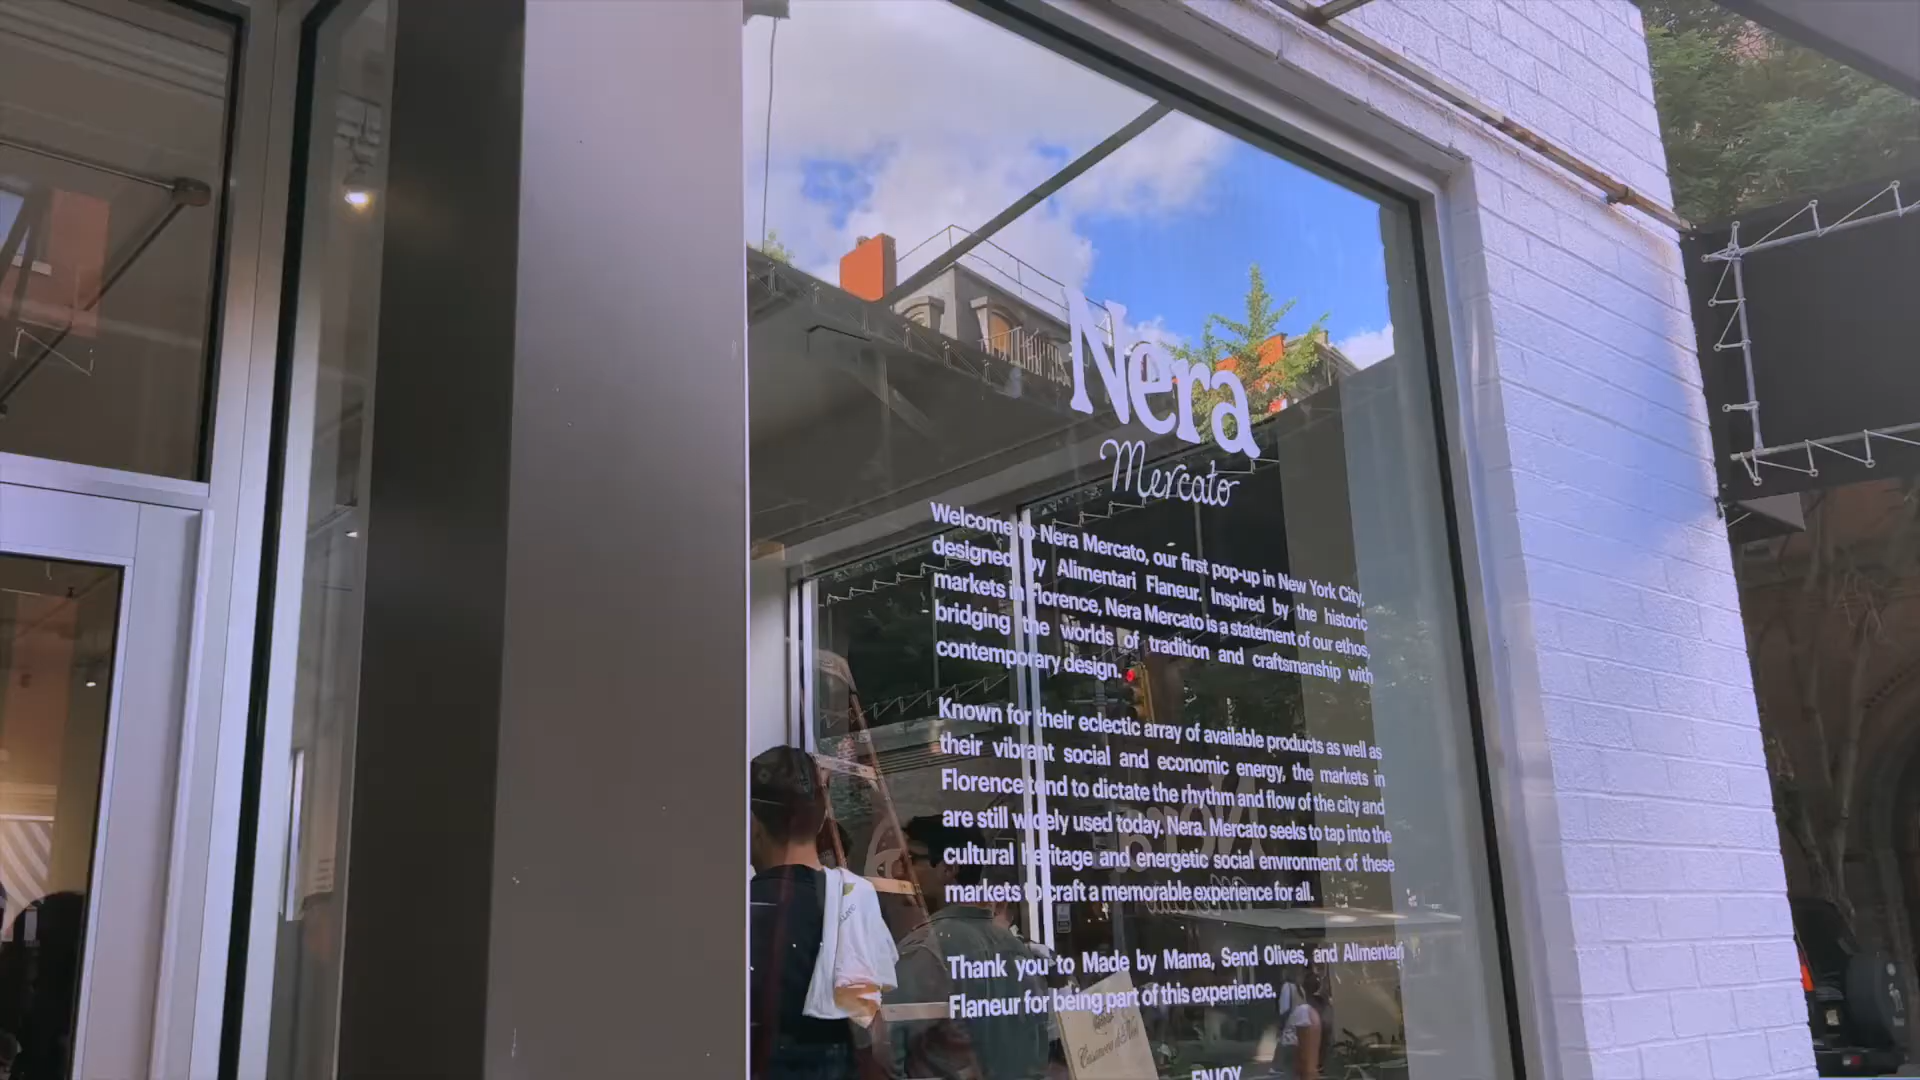 Nera
Mercato
Welcome to Nera Mercato, our first pop-up in New York City,
designed by Alimentari Flaneur. Inspired by the historic
markets in Florence, Nera Mercato is a statement of our ethos,
bridging the worlds of tradition and craftsmanship with
contemporary design.
Known for their eclectic array of available products as well as
their vibrant social and economic energy, the markets in
Florence tend to dictate the rhythm and flow of the city and
are still widely used today. Nera. Mercato seeks to tap into the
cultural heritage and energetic social environment of these
markets to craft a memorable experience for all.
Thank you to Made by Mama, Send Olives, and Alimentari
Flaneur for being part of this experience.
ENJOY